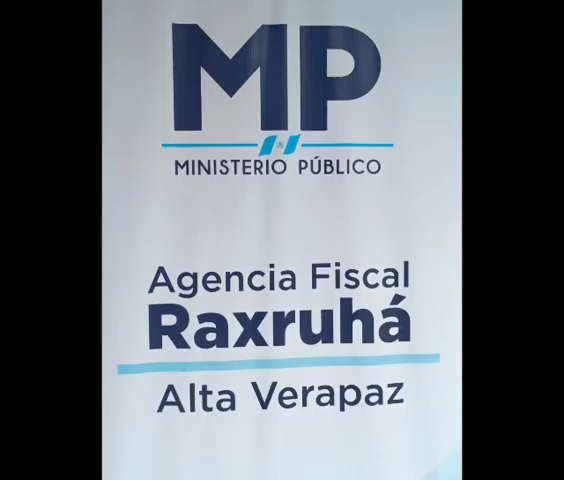 MP
MINISTERIO PÚBLICO
Agencia Fiscal
Raxruhá
Alta Verapaz